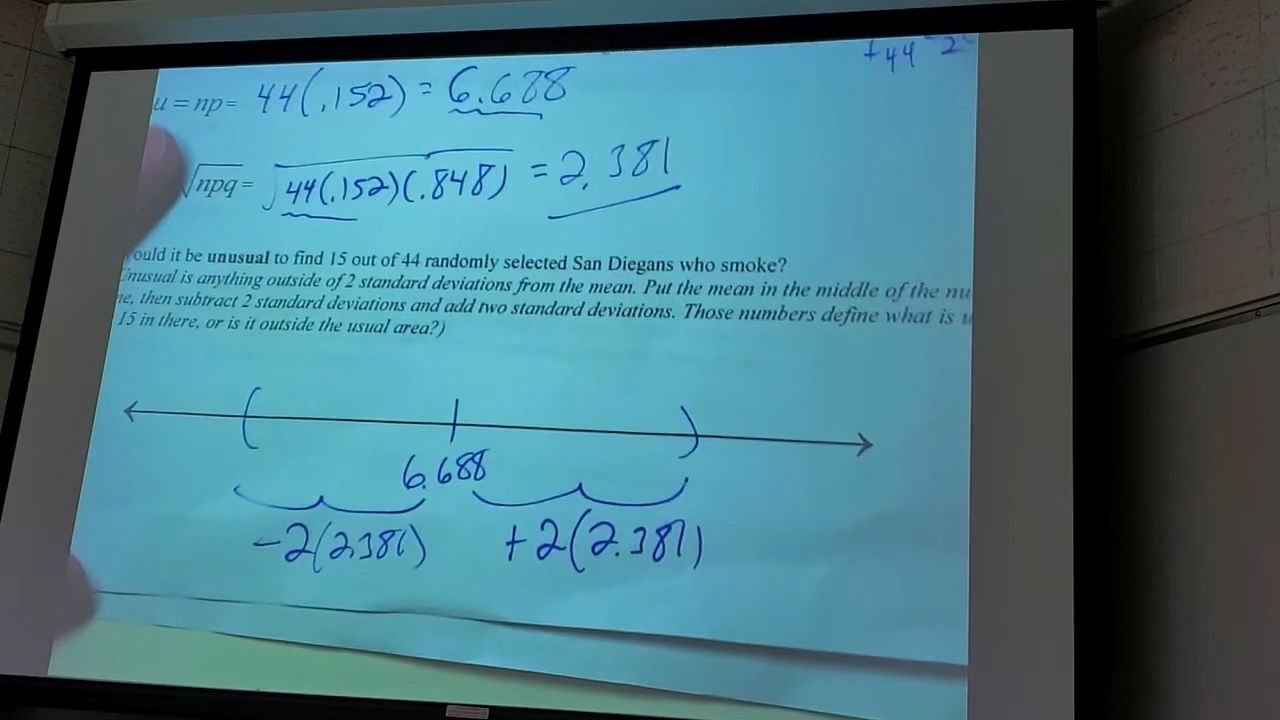 +44 2
u = np = 44(.152) = 6.688
√npq = √44(.152)(.848) = 2.381
ould it be unusual to find 15 out of 44 randomly selected San Diegans who smoke?
nusual is anything outside of 2 standard deviations from the mean. Put the mean in the middle of the nu
ne, then subtract 2 standard deviations and add two standard deviations. Those numbers define what is u
15 in there, or is it outside the usual area?)
( )
6.688
-2(2.381) +2(2.381)